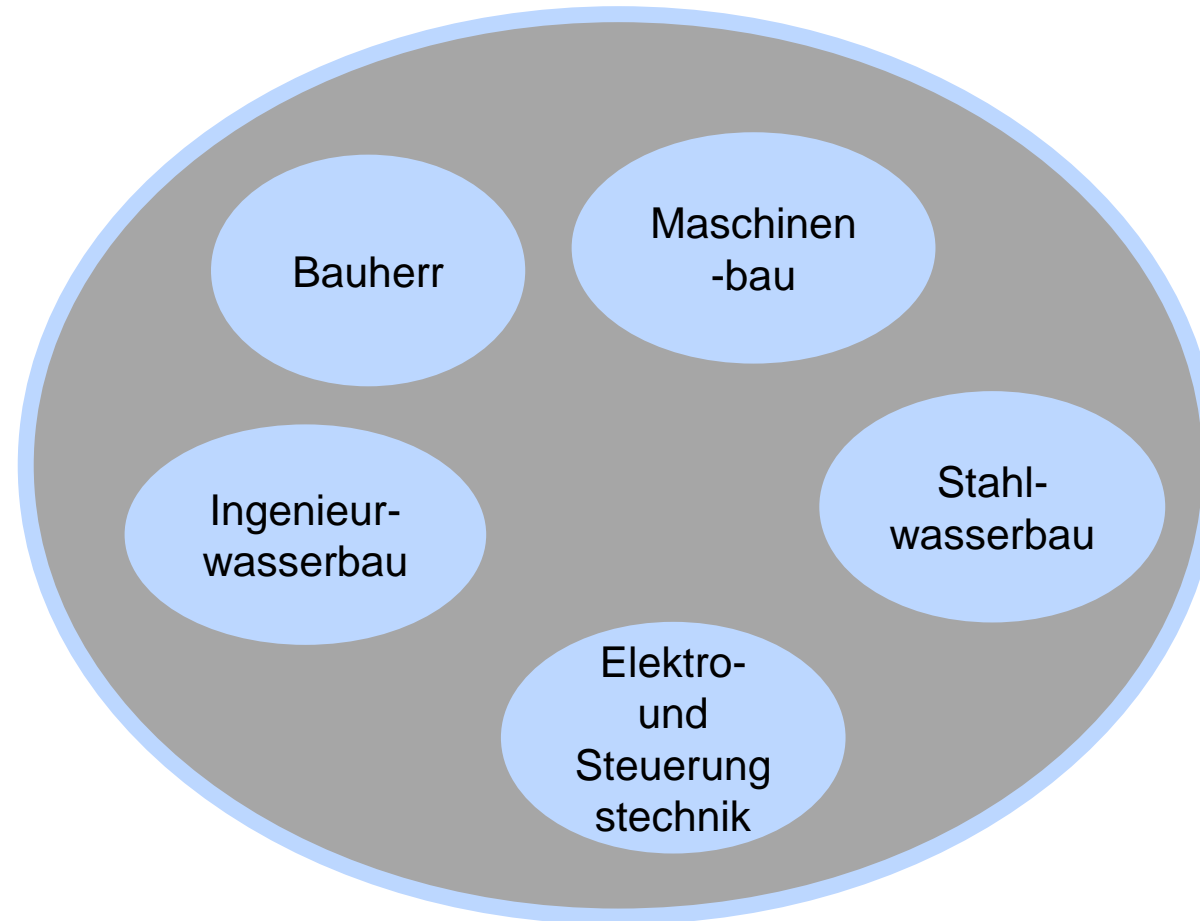 Bauherr
Maschinen
-bau
Ingenieur-
wasserbau
Stahl-
wasserbau
Elektro-
und
Steuerung
stechnik